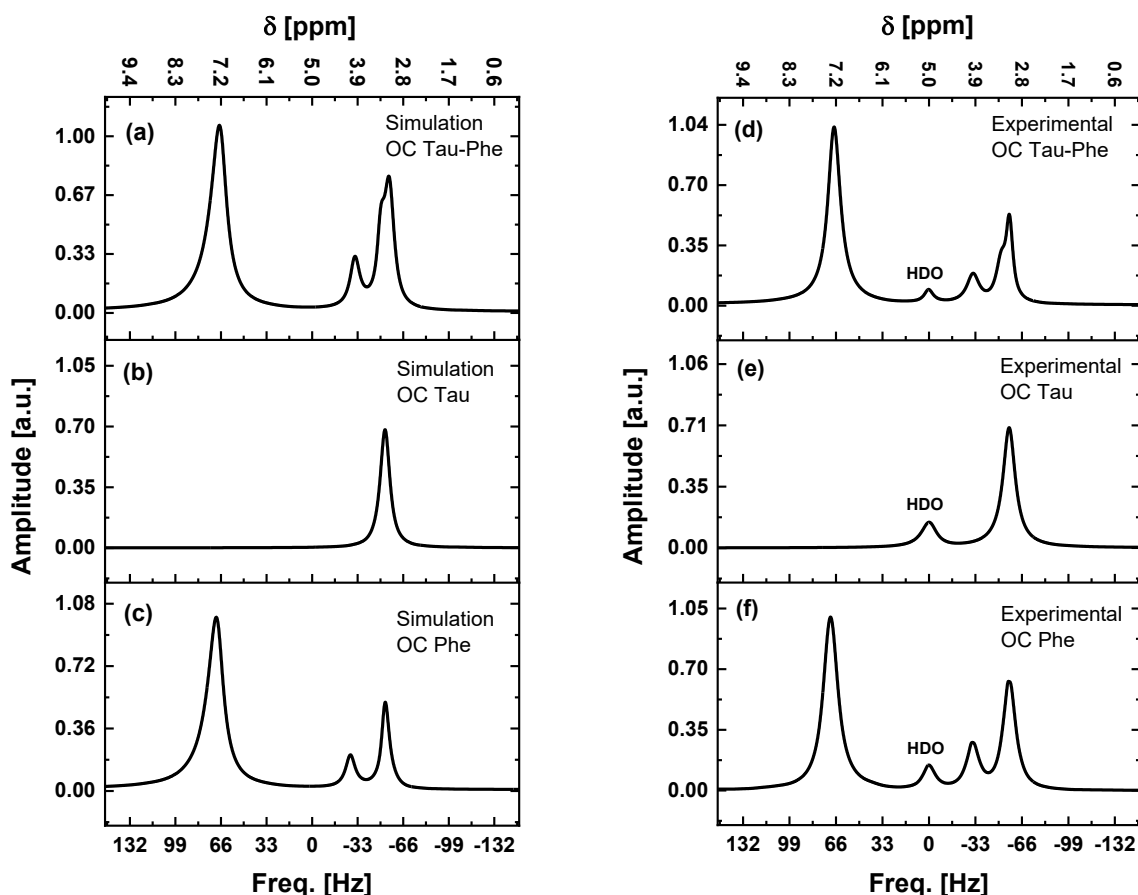 δ [ppm]
9.4 8.3 7.2 6.1 5.0 3.9 2.8 1.7 0.6
(a)
Simulation
OC Tau-Phe
1.00
0.67
0.33
0.00
(b)
Simulation
OC Tau
1.05
0.70
0.35
0.00
(c)
Simulation
OC Phe
1.08
0.72
0.36
0.00
Amplitude [a.u.]
132 99 66 33 0 -33 -66 -99 -132
Freq. [Hz]
δ [ppm]
9.4 8.3 7.2 6.1 5.0 3.9 2.8 1.7 0.6
(d)
Experimental
OC Tau-Phe
1.04
0.70
0.35
0.00
HDO
(e)
Experimental
OC Tau
1.06
0.71
0.35
0.00
HDO
(f)
Experimental
OC Phe
1.05
0.70
0.35
0.00
HDO
Amplitude [a.u.]
132 99 66 33 0 -33 -66 -99 -132
Freq. [Hz]